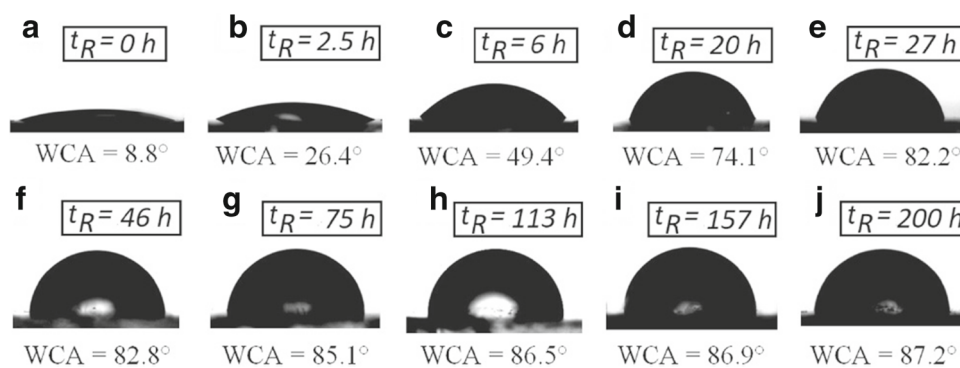 a
t_R = 0 h
b
t_R = 2.5 h
c
t_R = 6 h
d
t_R = 20 h
e
t_R = 27 h
WCA = 8.8°
WCA = 26.4°
WCA = 49.4°
WCA = 74.1°
WCA = 82.2°
f
t_R = 46 h
g
t_R = 75 h
h
t_R = 113 h
i
t_R = 157 h
j
t_R = 200 h
WCA = 82.8°
WCA = 85.1°
WCA = 86.5°
WCA = 86.9°
WCA = 87.2°